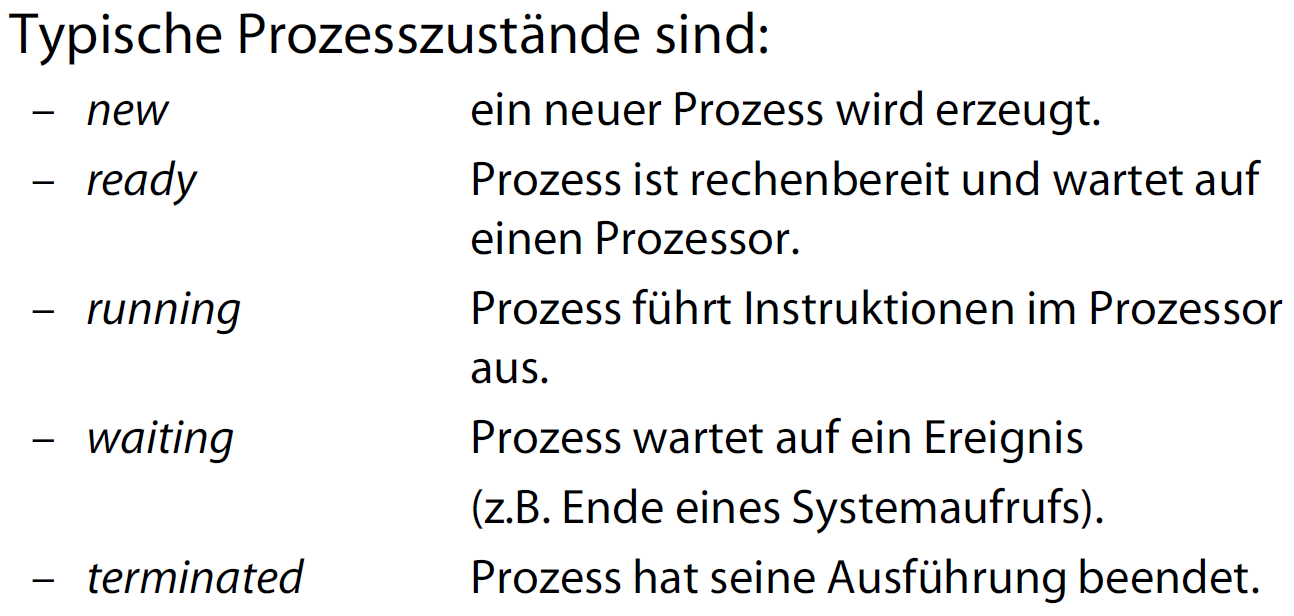 Typische Prozesszustände sind:
– new ein neuer Prozess wird erzeugt.
– ready Prozess ist rechenbereit und wartet auf
einen Prozessor.
– running Prozess führt Instruktionen im Prozessor
aus.
– waiting Prozess wartet auf ein Ereignis
(z.B. Ende eines Systemaufrufs).
– terminated Prozess hat seine Ausführung beendet.